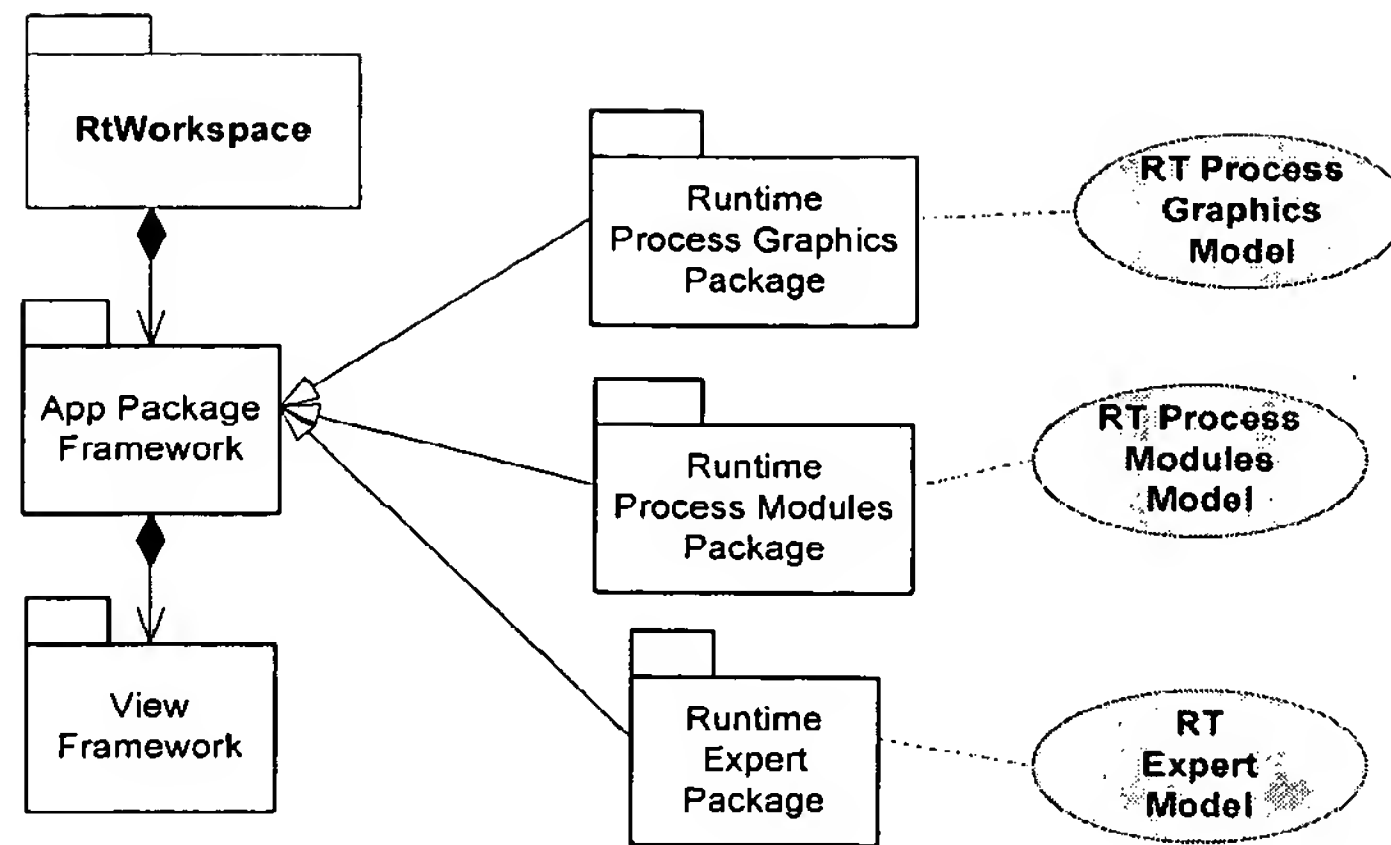 RtWorkspace
App Package
Framework
View
Framework
Runtime
Process Graphics
Package
Runtime
Process Modules
Package
Runtime
Expert
Package
RT Process
Graphics
Model
RT Process
Modules
Model
RT
Expert
Model